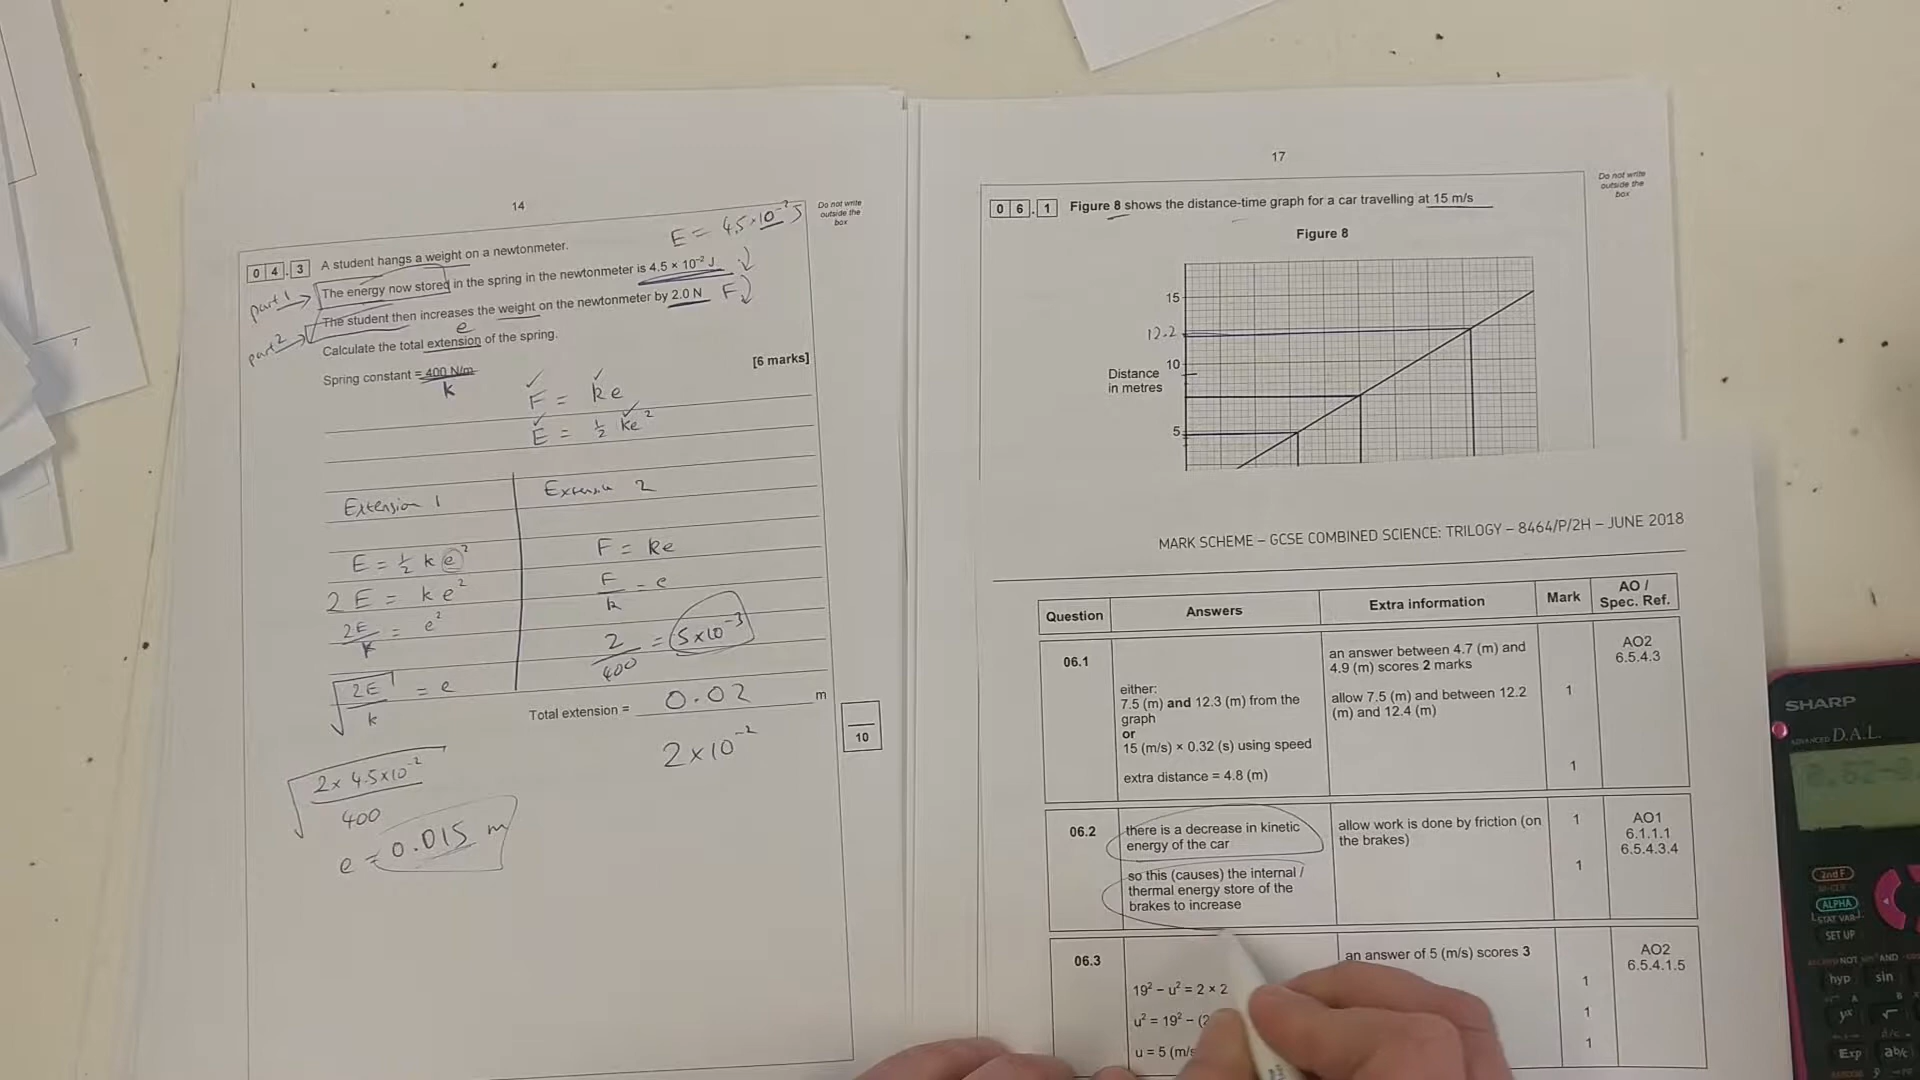 14
Do not write
outside the
box
E = 4.5 × 10⁻² J
0 4 . 3 A student hangs a weight on a newtonmeter.
part 1
The energy now stored in the spring in the newtonmeter is 4.5 × 10⁻² J
part 2
The student then increases the weight on the newtonmeter by 2.0 N F
e
Calculate the total extension of the spring.
[6 marks]
Spring constant = 400 N/m
k
F = ke
E = ½ ke²
Extension 1
E = ½ k e²
2E = ke²
2E/k = e²
√2E/k = e
√2 × 4.5 × 10⁻²/400
e = 0.015 m
Extension 2
F = ke
F/k = e
2/400 = 5 × 10⁻³
Total extension = 0.02 m
2 × 10⁻²
10
7
17
Do not write
outside the
box
0 6 . 1 Figure 8 shows the distance-time graph for a car travelling at 15 m/s
Figure 8
15
12.2
10
Distance
in metres
5
MARK SCHEME – GCSE COMBINED SCIENCE: TRILOGY – 8464/P/2H – JUNE 2018
Question Answers Extra information Mark AO / Spec. Ref.
06.1
either:
7.5 (m) and 12.3 (m) from the
graph
or
15 (m/s) × 0.32 (s) using speed
extra distance = 4.8 (m)
an answer between 4.7 (m) and
4.9 (m) scores 2 marks
allow 7.5 (m) and between 12.2
(m) and 12.4 (m)
1
1
AO2
6.5.4.3
06.2
there is a decrease in kinetic
energy of the car
so this (causes) the internal /
thermal energy store of the
brakes to increase
allow work is done by friction (on
the brakes)
1
1
AO1
6.1.1.1
6.5.4.3.4
06.3
19² – u² = 2 × 2
u² = 19² – (2
u = 5 (m/s
an answer of 5 (m/s) scores 3
1
1
1
AO2
6.5.4.1.5
SHARP
ADVANCED D.A.L.
2nd F
ALPHA
STAT VAR
SET UP
hyp sin
Exp